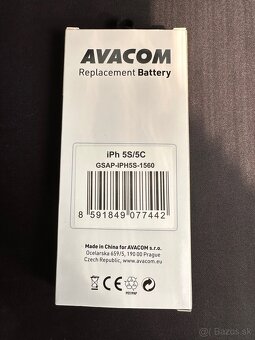 AVACOM
Replacement Battery
iPh 5S/5C
GSAP-IPH5S-1560
8 591849 077442
Made in China for AVACOM s.r.o.
Ocelarska 659/5, 190 00 Prague
Czech Republic, www.avacom.eu
CE
© Bazos.sk